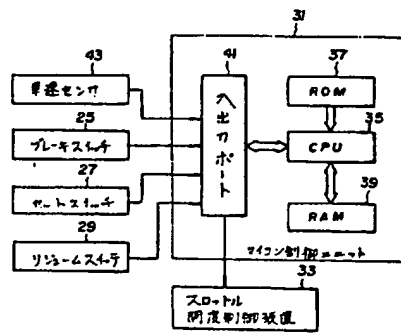 31
43
車速センサ
25
ブレーキスイッチ
27
セットスイッチ
29
リジュームスイッチ
41
入出力ポート
37
ROM
35
CPU
39
RAM
マイコン制御ユニット
33
スロットル
開度制御装置